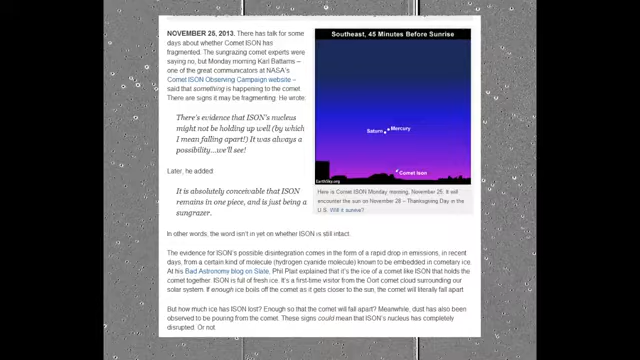 NOVEMBER 25, 2013. There has talk for some
days about whether Comet ISON has
fragmented. The sungrazing comet experts were
saying no, but Monday morning Karl Battams –
one of the great communicators at NASA's
Comet ISON Observing Campaign website –
said that something is happening to the comet.
There are signs it may be fragmenting. He wrote:
There's evidence that ISON's nucleus
might not be holding up well (by which
I mean falling apart!) It was always a
possibility...we'll see!
Later, he added:
It is absolutely conceivable that ISON
remains in one piece, and is just being a
sungrazer.
Southeast, 45 Minutes Before Sunrise
Saturn
Mercury
Comet Ison
EarthSky.org
Here is Comet ISON Monday morning, November 25. It will
encounter the sun on November 28 – Thanksgiving Day in the
U.S. Will it survive?
In other words, the word isn't in yet on whether ISON is still intact.
The evidence for ISON's possible disintegration comes in the form of a rapid drop in emissions, in recent
days, from a certain kind of molecule (hydrogen cyanide molecule) known to be embedded in cometary ice.
At his Bad Astronomy blog on Slate, Phil Plait explained that it's the ice of a comet like ISON that holds the
comet together. ISON is full of fresh ice. It's a first-time visitor from the Oort comet cloud surrounding our
solar system. If enough ice boils off the comet as it gets closer to the sun, the comet will literally fall apart.
But how much ice has ISON lost? Enough so that the comet will fall apart? Meanwhile, dust has also been
observed to be pouring from the comet. These signs could mean that ISON's nucleus has completely
disrupted. Or not.